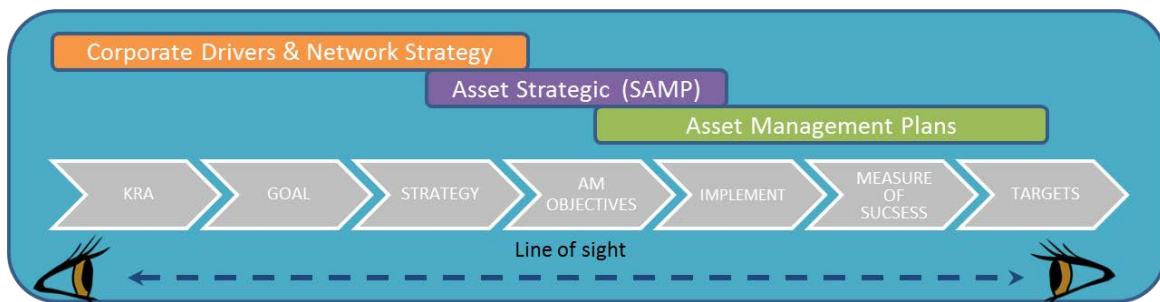 Corporate Drivers & Network Strategy
Asset Strategic (SAMP)
Asset Management Plans
KRA
GOAL
STRATEGY
AM
OBJECTIVES
IMPLEMENT
MEASURE
OF
SUCSESS
TARGETS
Line of sight